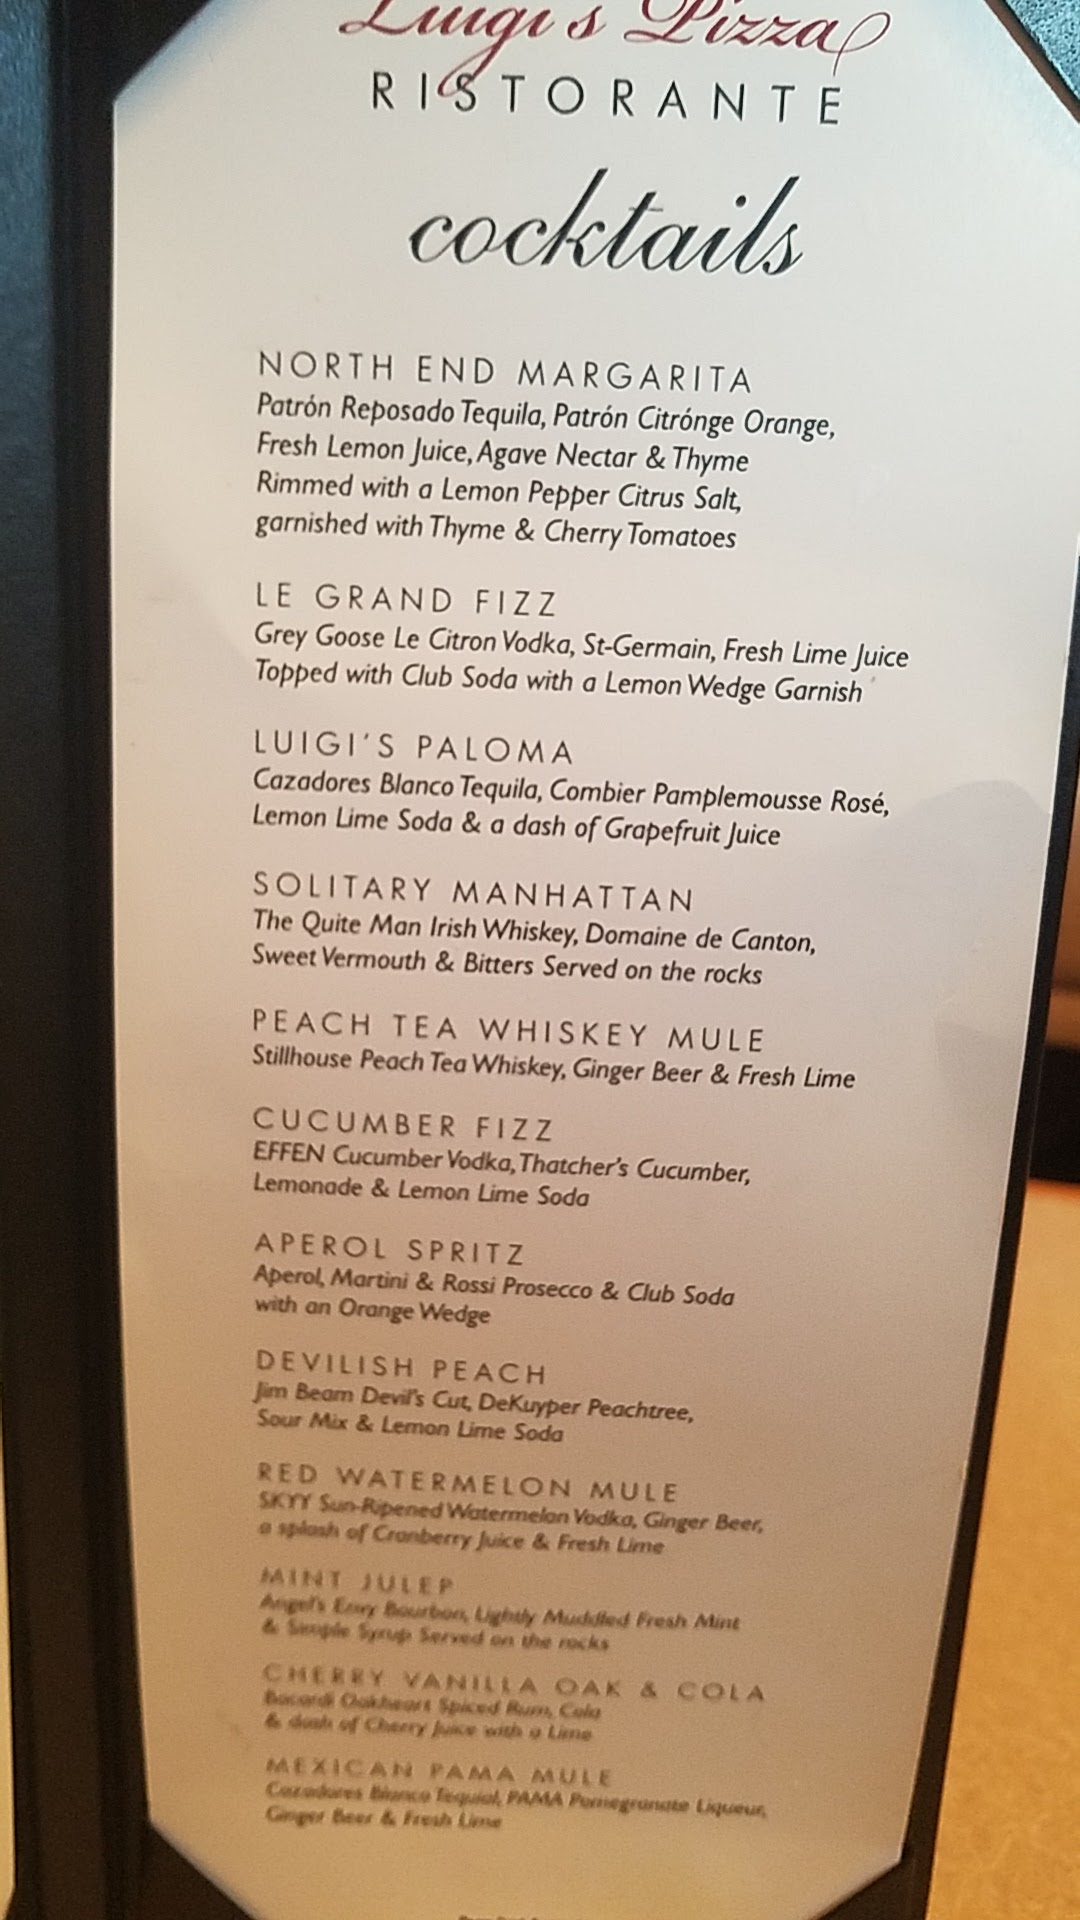 Luigi's Pizza
RISTORANTE
cocktails
NORTH END MARGARITA
Patrón Reposado Tequila, Patrón Citrónge Orange,
Fresh Lemon Juice, Agave Nectar & Thyme
Rimmed with a Lemon Pepper Citrus Salt,
garnished with Thyme & Cherry Tomatoes
LE GRAND FIZZ
Grey Goose Le Citron Vodka, St-Germain, Fresh Lime Juice
Topped with Club Soda with a Lemon Wedge Garnish
LUIGI'S PALOMA
Cazadores Blanco Tequila, Combier Pamplemousse Rosé,
Lemon Lime Soda & a dash of Grapefruit Juice
SOLITARY MANHATTAN
The Quite Man Irish Whiskey, Domaine de Canton,
Sweet Vermouth & Bitters Served on the rocks
PEACH TEA WHISKEY MULE
Stillhouse Peach Tea Whiskey, Ginger Beer & Fresh Lime
CUCUMBER FIZZ
EFFEN Cucumber Vodka, Thatcher's Cucumber,
Lemonade & Lemon Lime Soda
APEROL SPRITZ
Aperol, Martini & Rossi Prosecco & Club Soda
with an Orange Wedge
DEVILISH PEACH
Jim Beam Devil's Cut, DeKuyper Peachtree,
Sour Mix & Lemon Lime Soda
RED WATERMELON MULE
SKYY Sun-Ripened Watermelon Vodka, Ginger Beer,
a splash of Cranberry Juice & Fresh Lime
MINT JULEP
Angel's Envy Bourbon, Lightly Muddled Fresh Mint
& Simple Syrup Served on the rocks
CHERRY VANILLA OAK & COLA
Bacardi Oakheart Spiced Rum, Cola
& dash of Cherry Juice with a Lime
MEXICAN PAMA MULE
Cazadores Blanco Tequial, PAMA Pomegranate Liqueur,
Ginger Beer & Fresh Lime